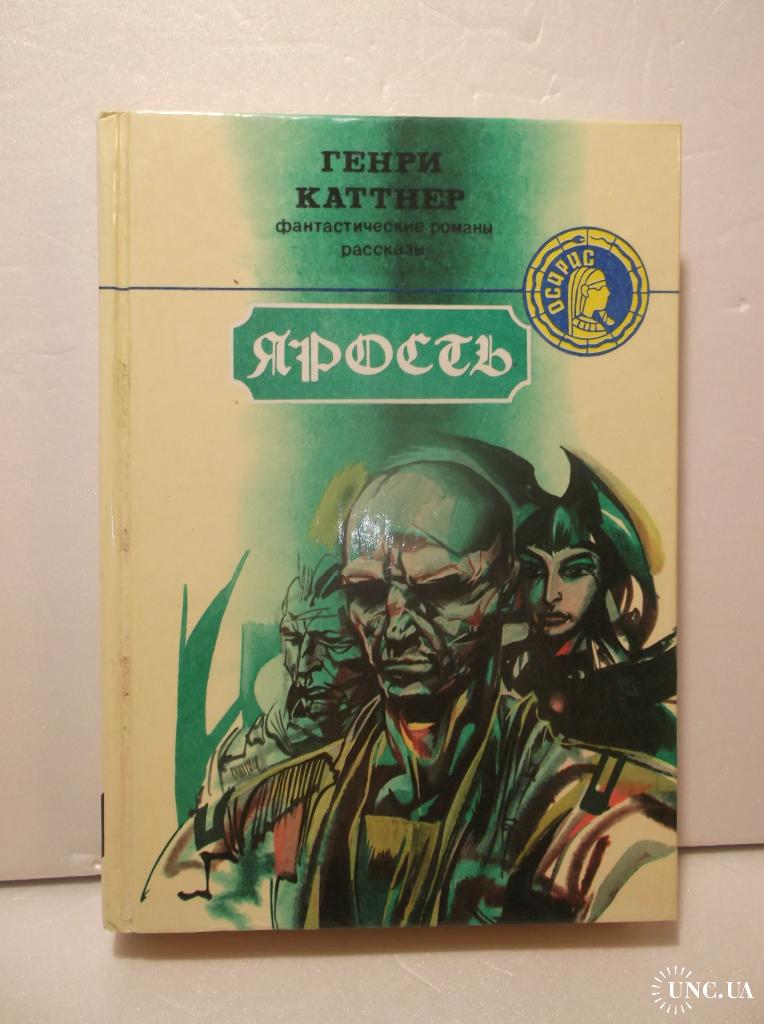 ГЕНРИ
КАТТНЕР
фантастические романы
рассказы
ОСИРИС
ЯРОСТЬ
UNC.UA